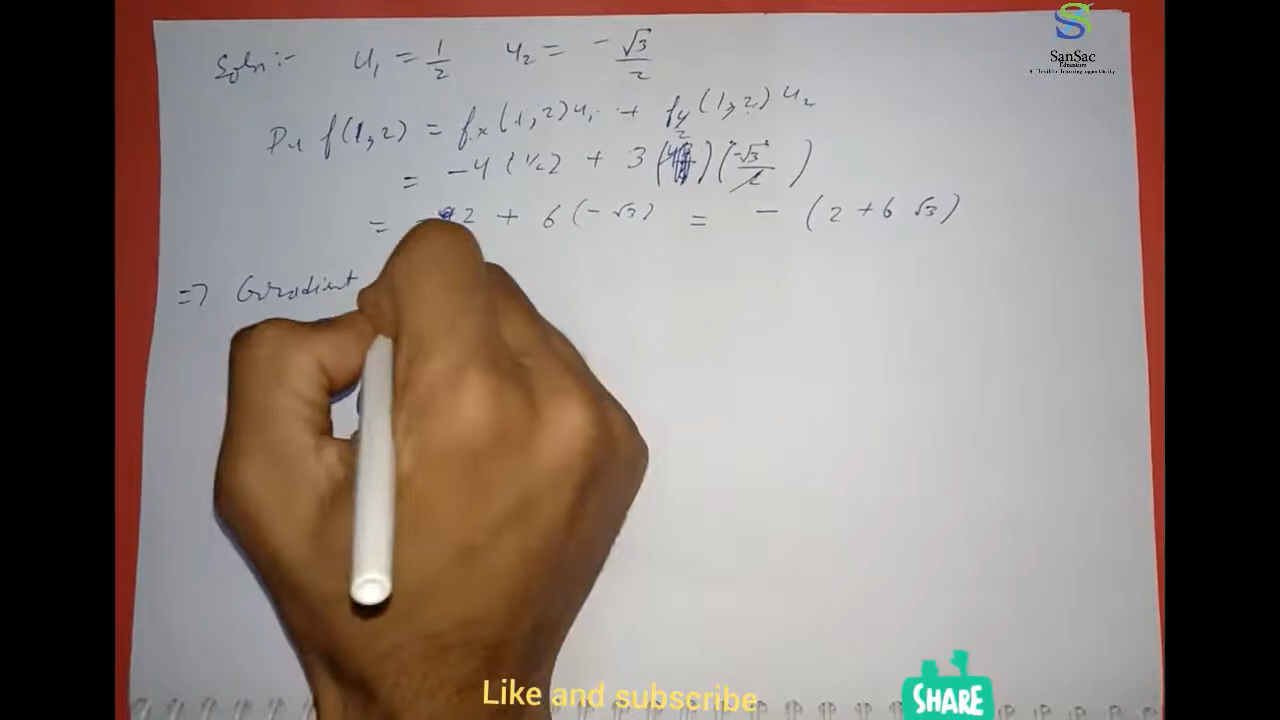 Soln :- u₁ = 1/2 u₂ = -√3/2
Du f(1,2) = fx(1,2)u₁ + fy(1,2) u₂
= -4 (1/2) + 3 ( ) (-√3/2)
= -2 + 6 (-√3) = - (2 + 6 √3)
⇒ Gradient
SanSac
Education
Like and subscribe
SHARE